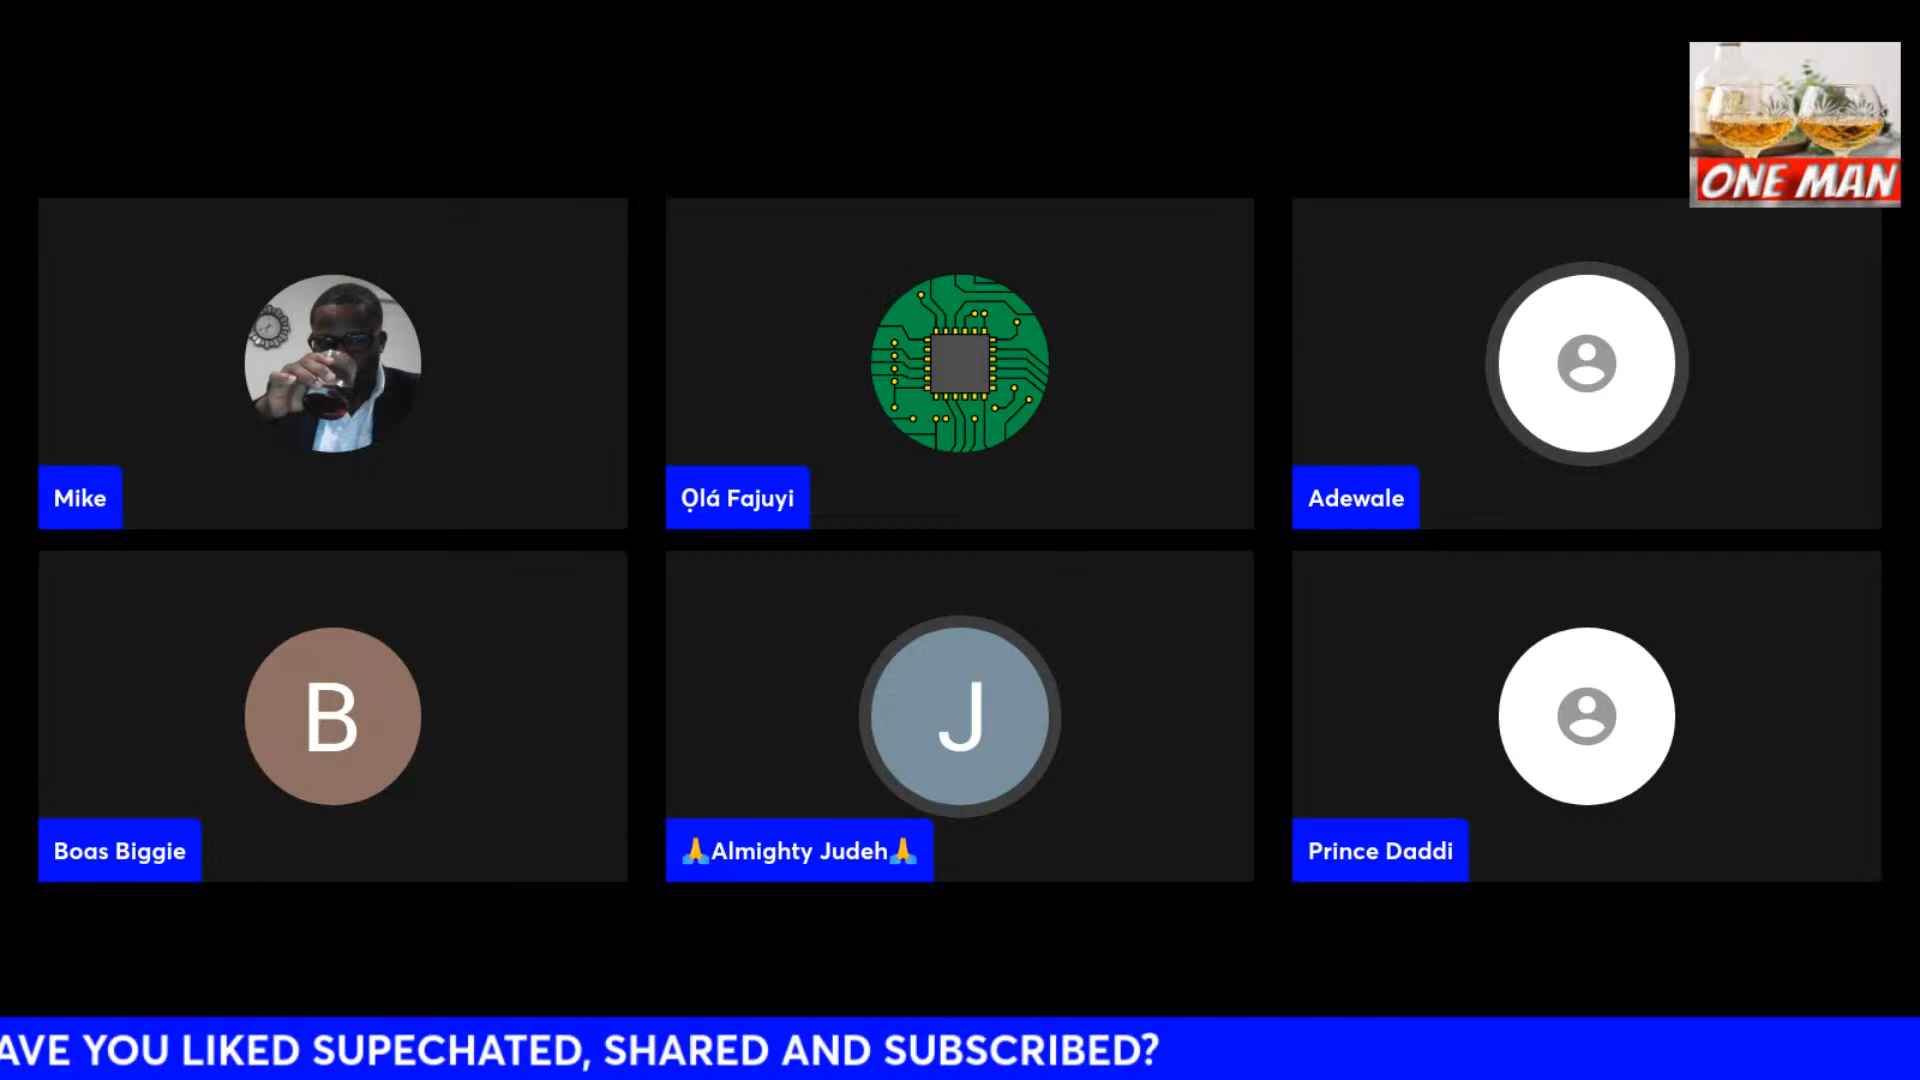 ONE MAN
Mike
Ọlá Fajuyi
Adewale
B
J
Boas Biggie
🙏Almighty Judeh🙏
Prince Daddi
AVE YOU LIKED SUPECHATED, SHARED AND SUBSCRIBED?